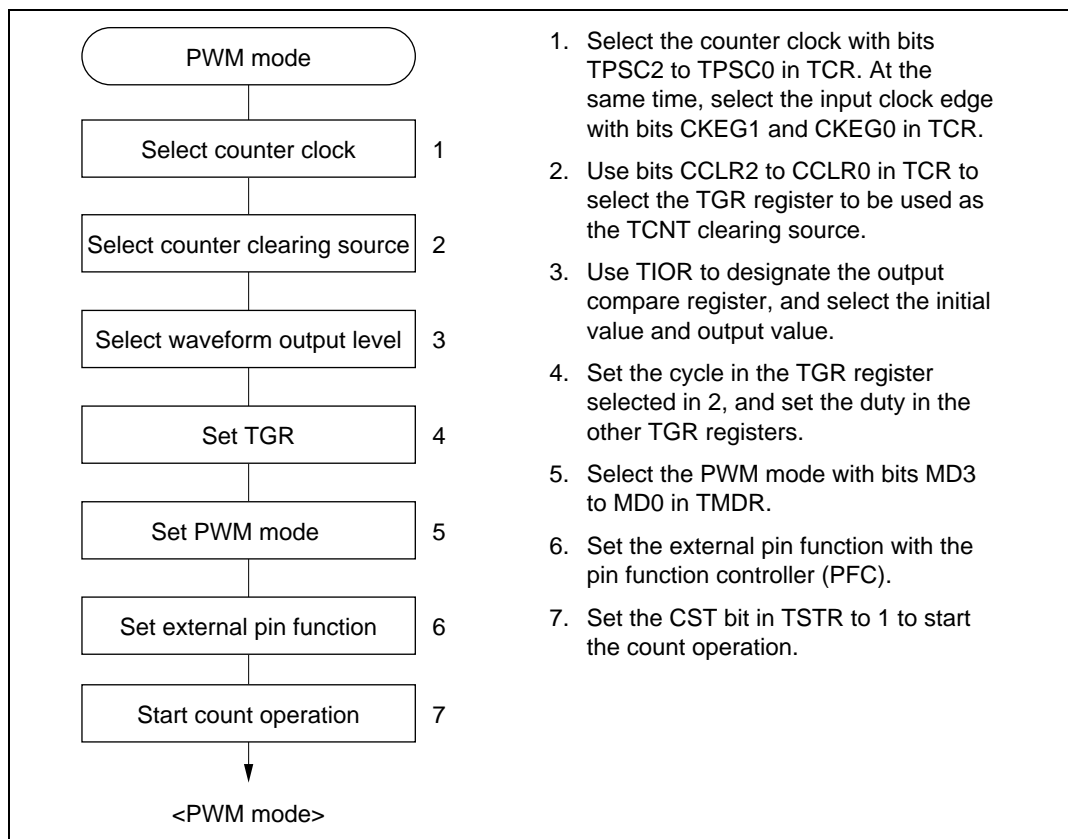 PWM mode
Select counter clock 1
Select counter clearing source 2
Select waveform output level 3
Set TGR 4
Set PWM mode 5
Set external pin function 6
Start count operation 7
<PWM mode>
1. Select the counter clock with bits
TPSC2 to TPSC0 in TCR. At the
same time, select the input clock edge
with bits CKEG1 and CKEG0 in TCR.
2. Use bits CCLR2 to CCLR0 in TCR to
select the TGR register to be used as
the TCNT clearing source.
3. Use TIOR to designate the output
compare register, and select the initial
value and output value.
4. Set the cycle in the TGR register
selected in 2, and set the duty in the
other TGR registers.
5. Select the PWM mode with bits MD3
to MD0 in TMDR.
6. Set the external pin function with the
pin function controller (PFC).
7. Set the CST bit in TSTR to 1 to start
the count operation.